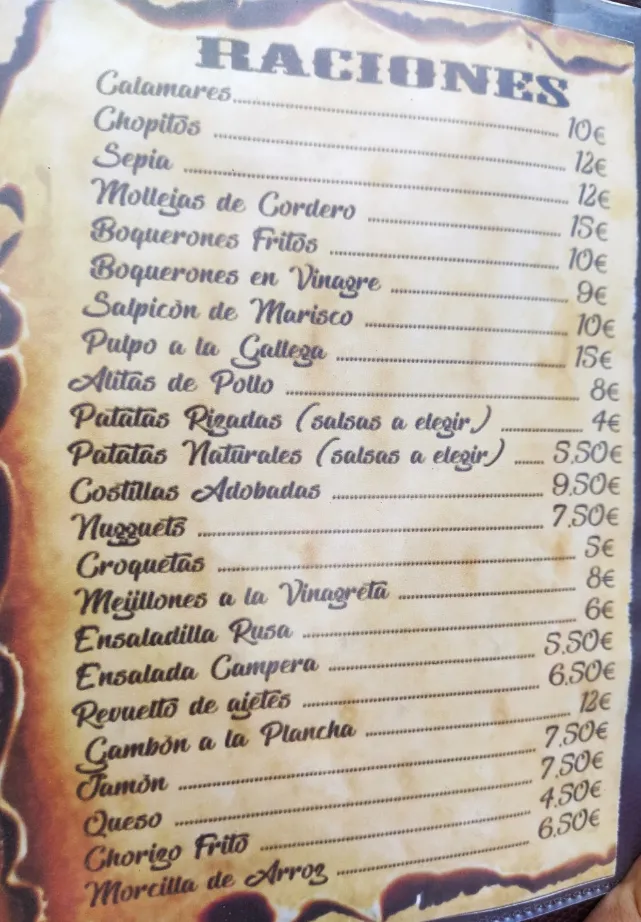 RACIONES
Calamares 10€
Chopitos 12€
Sepia 12€
Mollejas de Cordero 15€
Boquerones Fritos 10€
Boquerones en Vinagre 9€
Salpicón de Marisco 10€
Pulpo a la Gallega 15€
Alitas de Pollo 8€
Patatas Rizadas (salsas a elegir) 4€
Patatas Naturales (salsas a elegir) 5.50€
Costillas Adobadas 9.50€
Nugguets 7.50€
Croquetas 5€
Mejillones a la Vinagreta 8€
Ensaladilla Rusa 6€
Ensalada Campera 5.50€
Revuelto de ajetes 6.50€
Gambón a la Plancha 12€
Jamón 7.50€
Queso 7.50€
Chorizo Frito 4.50€
Morcilla de Arroz 6.50€